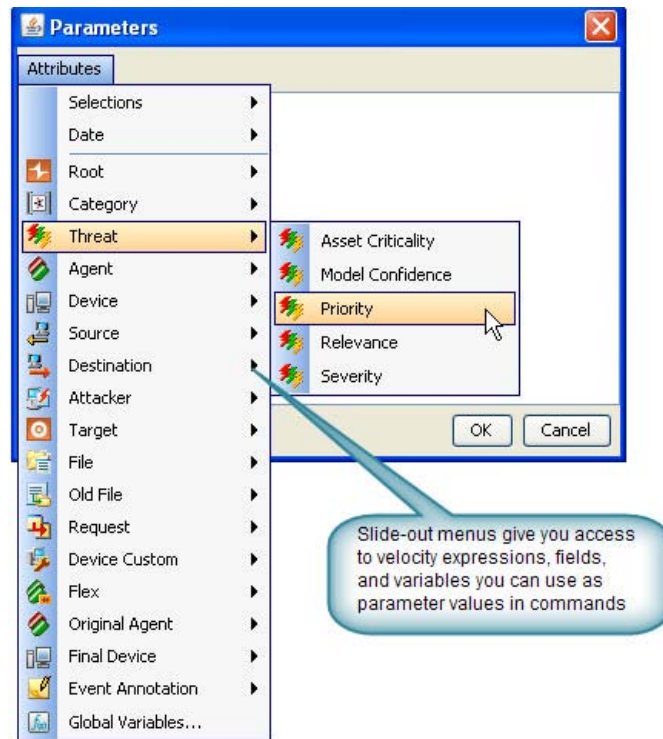 Parameters
Attributes
Selections
Date
Root
Category
Threat
Agent
Device
Source
Destination
Attacker
Target
File
Old File
Request
Device Custom
Flex
Original Agent
Final Device
Event Annotation
Global Variables...
Asset Criticality
Model Confidence
Priority
Relevance
Severity
OK
Cancel
Slide-out menus give you access
to velocity expressions, fields,
and variables you can use as
parameter values in commands